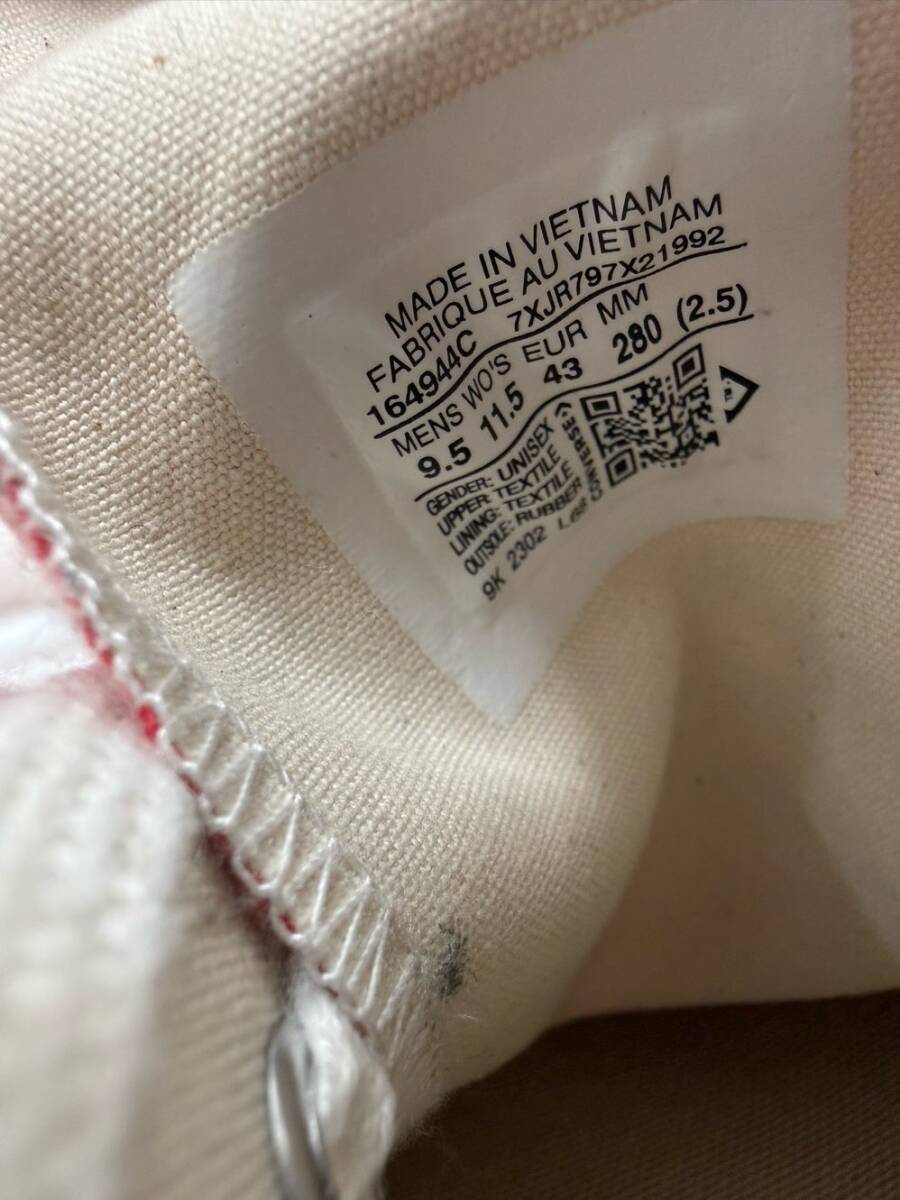 MADE IN VIETNAM
FABRIQUE AU VIETNAM
164944C 7XJR797X21992
MENS WO'S EUR MM
9.5 11.5 43 280 (2.5)
GENDER: UNISEX
UPPER: TEXTILE
LINING: TEXTILE
OUTSOLE: RUBBER
9K 2302
CONVERSE